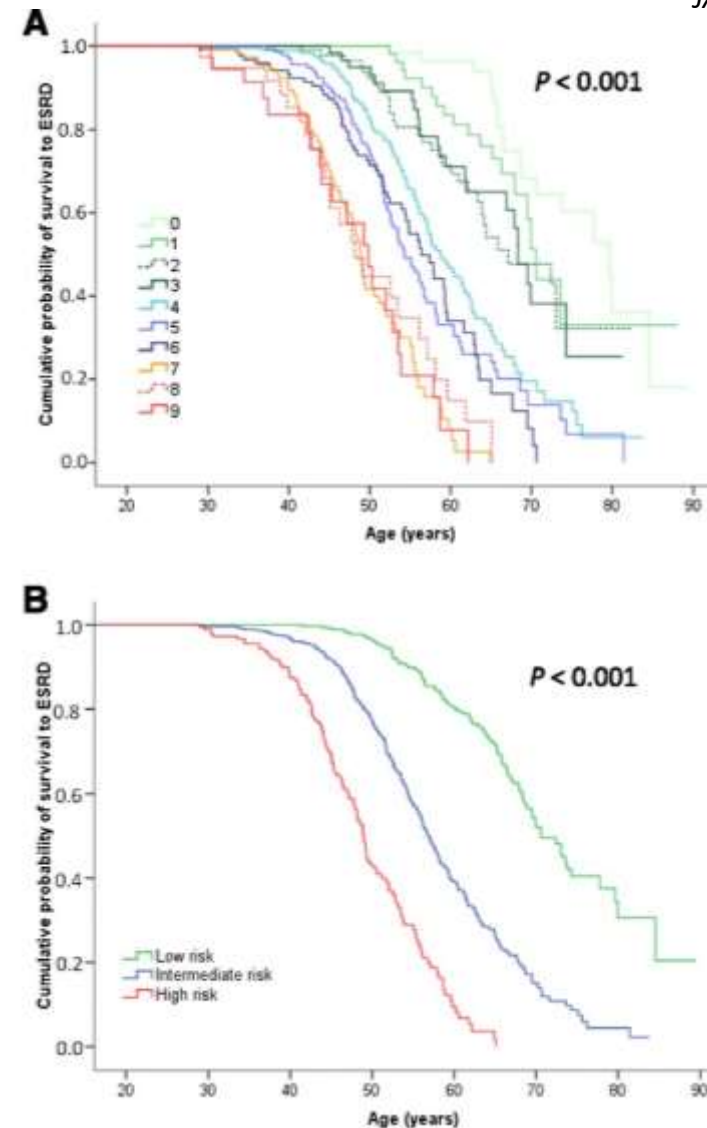 A
P < 0.001
Cumulative probability of survival to ESRD
1.0
0.8
0.6
0.4
0.2
0.0
0
1
2
3
4
5
6
7
8
9
20 30 40 50 60 70 80 90
Age (years)
B
P < 0.001
Cumulative probability of survival to ESRD
1.0
0.8
0.6
0.4
0.2
0.0
Low risk
Intermediate risk
High risk
20 30 40 50 60 70 80 90
Age (years)